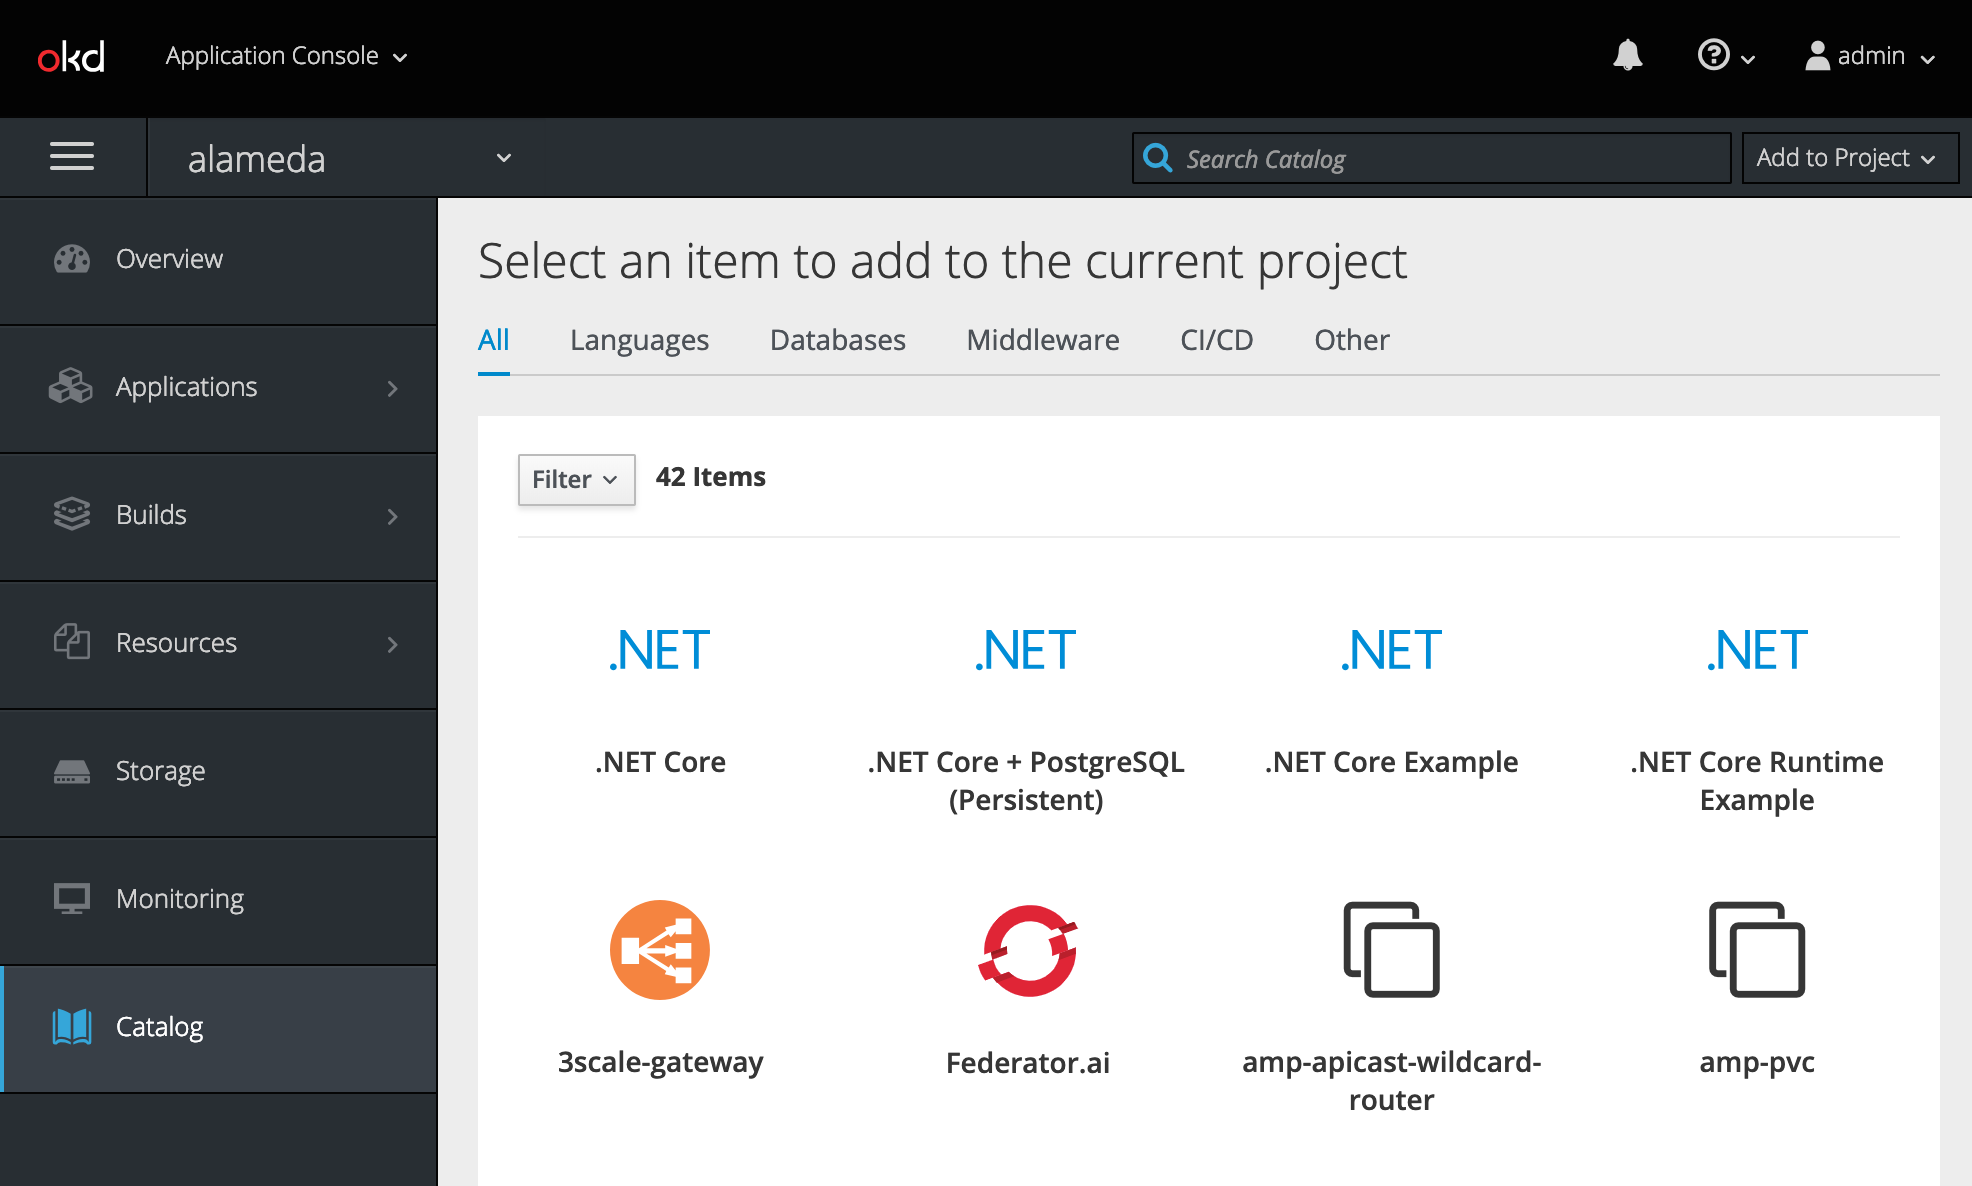 okd
Application Console
admin
alameda
Search Catalog
Add to Project
Overview
Applications
Builds
Resources
Storage
Monitoring
Catalog
Select an item to add to the current project
All Languages Databases Middleware CI/CD Other
Filter 42 Items
.NET .NET .NET .NET
.NET Core
.NET Core + PostgreSQL
(Persistent)
.NET Core Example
.NET Core Runtime
Example
3scale-gateway
Federator.ai
amp-apicast-wildcard-
router
amp-pvc